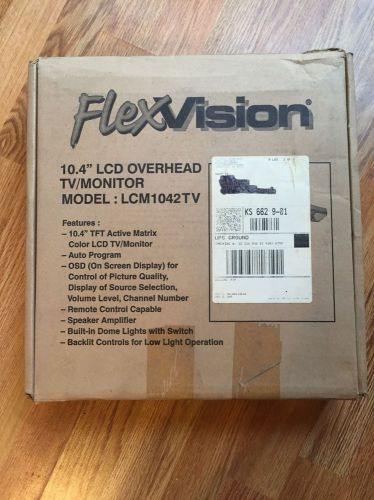 FlexVision®
10.4" LCD OVERHEAD
TV/MONITOR
MODEL : LCM1042TV
Features :
– 10.4" TFT Active Matrix
Color LCD TV/Monitor
– Auto Program
– OSD (On Screen Display) for
Control of Picture Quality,
Display of Source Selection,
Volume Level, Channel Number
– Remote Control Capable
– Speaker Amplifier
– Built-in Dome Lights with Switch
– Backlit Controls for Low Light Operation
KS 662 9-01
UPS GROUND